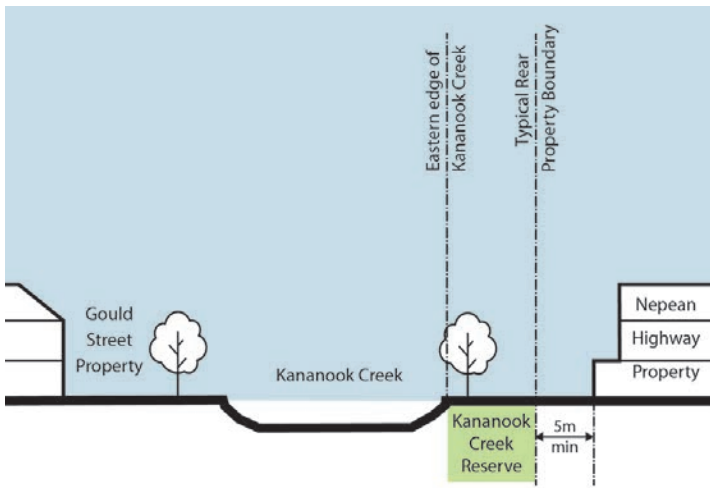 Eastern edge of
Kananook Creek
Typical Rear
Property Boundary
Gould
Street
Property
Kananook Creek
Nepean
Highway
Property
Kananook
Creek
Reserve
5m
min